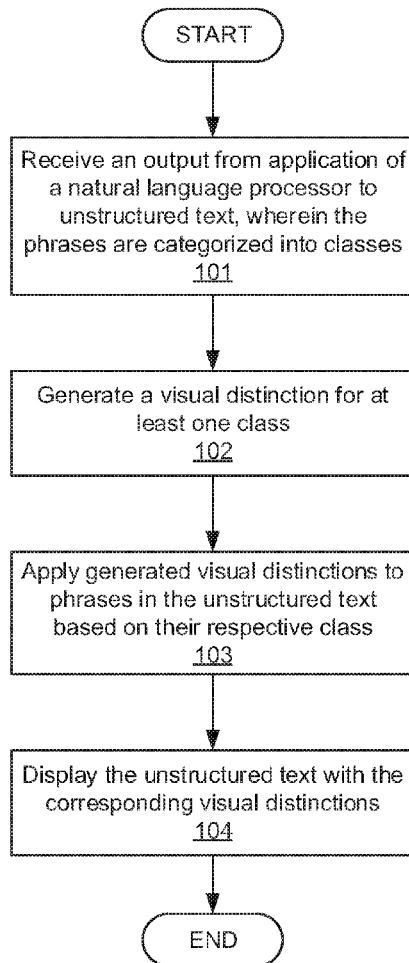 START
Receive an output from application of
a natural language processor to
unstructured text, wherein the
phrases are categorized into classes
101
Generate a visual distinction for at
least one class
102
Apply generated visual distinctions to
phrases in the unstructured text
based on their respective class
103
Display the unstructured text with the
corresponding visual distinctions
104
END